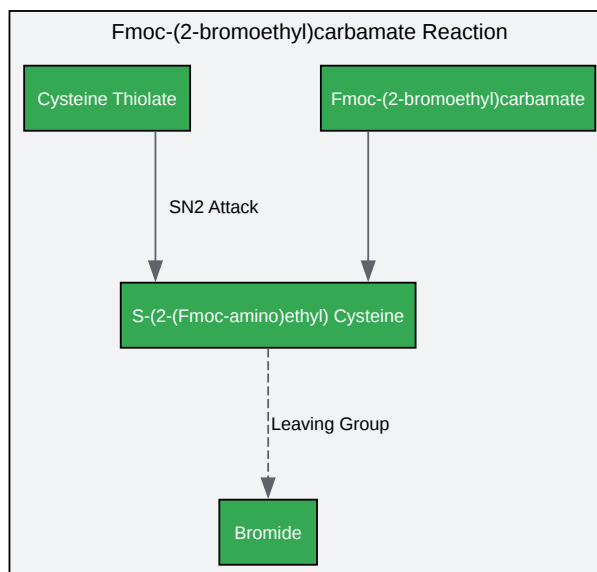 Fmoc-(2-bromoethyl)carbamate Reaction
Cysteine Thiolate
Fmoc-(2-bromoethyl)carbamate
SN2 Attack
S-(2-(Fmoc-amino)ethyl) Cysteine
Leaving Group
Bromide